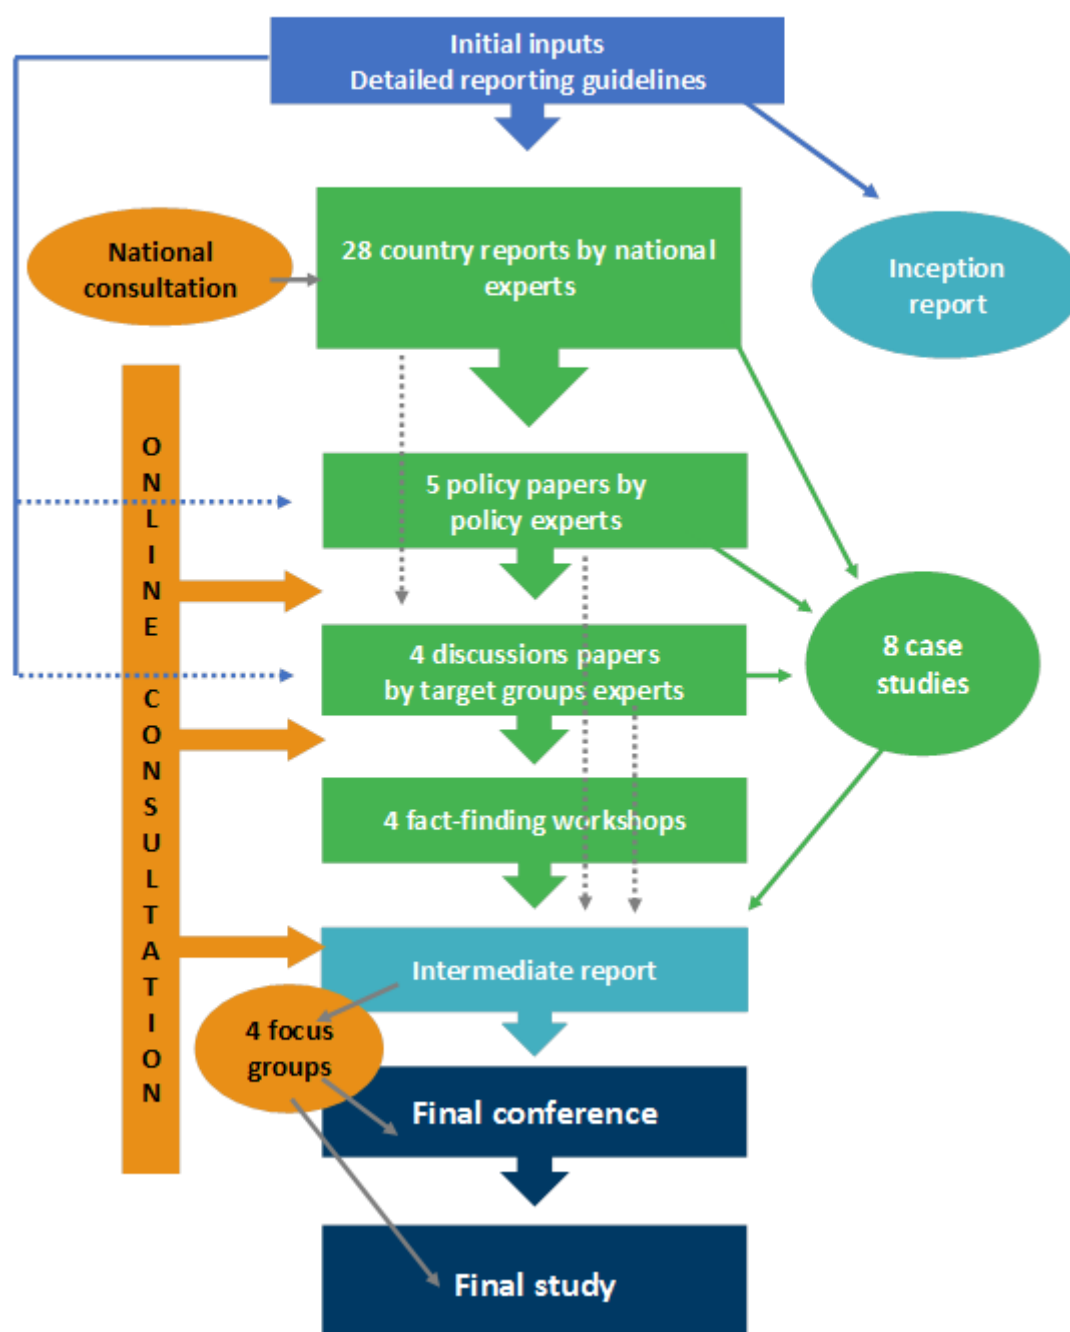 Initial inputs
Detailed reporting guidelines
National
consultation
28 country reports by national
experts
Inception
report
ONLINE CONSULTATION
5 policy papers by
policy experts
4 discussions papers
by target groups experts
8 case
studies
4 fact-finding workshops
Intermediate report
4 focus
groups
Final conference
Final study